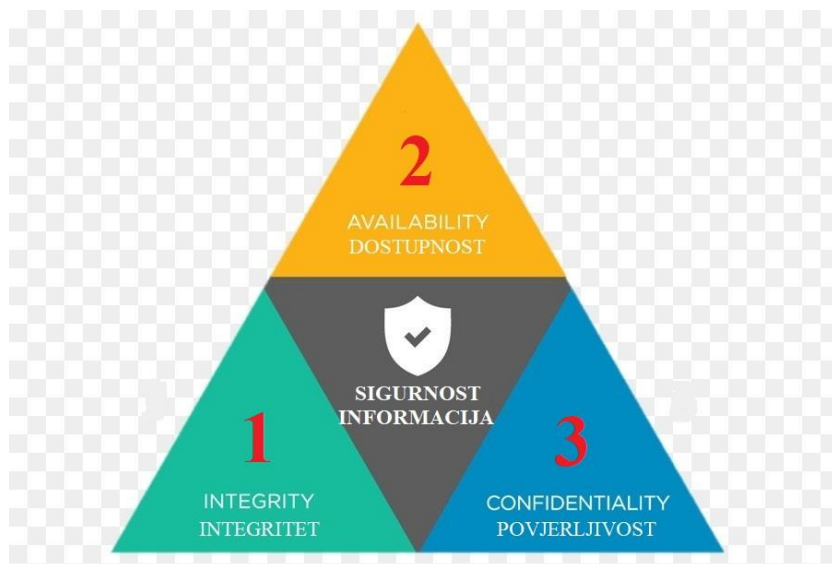 2
AVAILABILITY
DOSTUPNOST
SIGURNOST
INFORMACIJA
1
INTEGRITY
INTEGRITET
3
CONFIDENTIALITY
POVJERLJIVOST